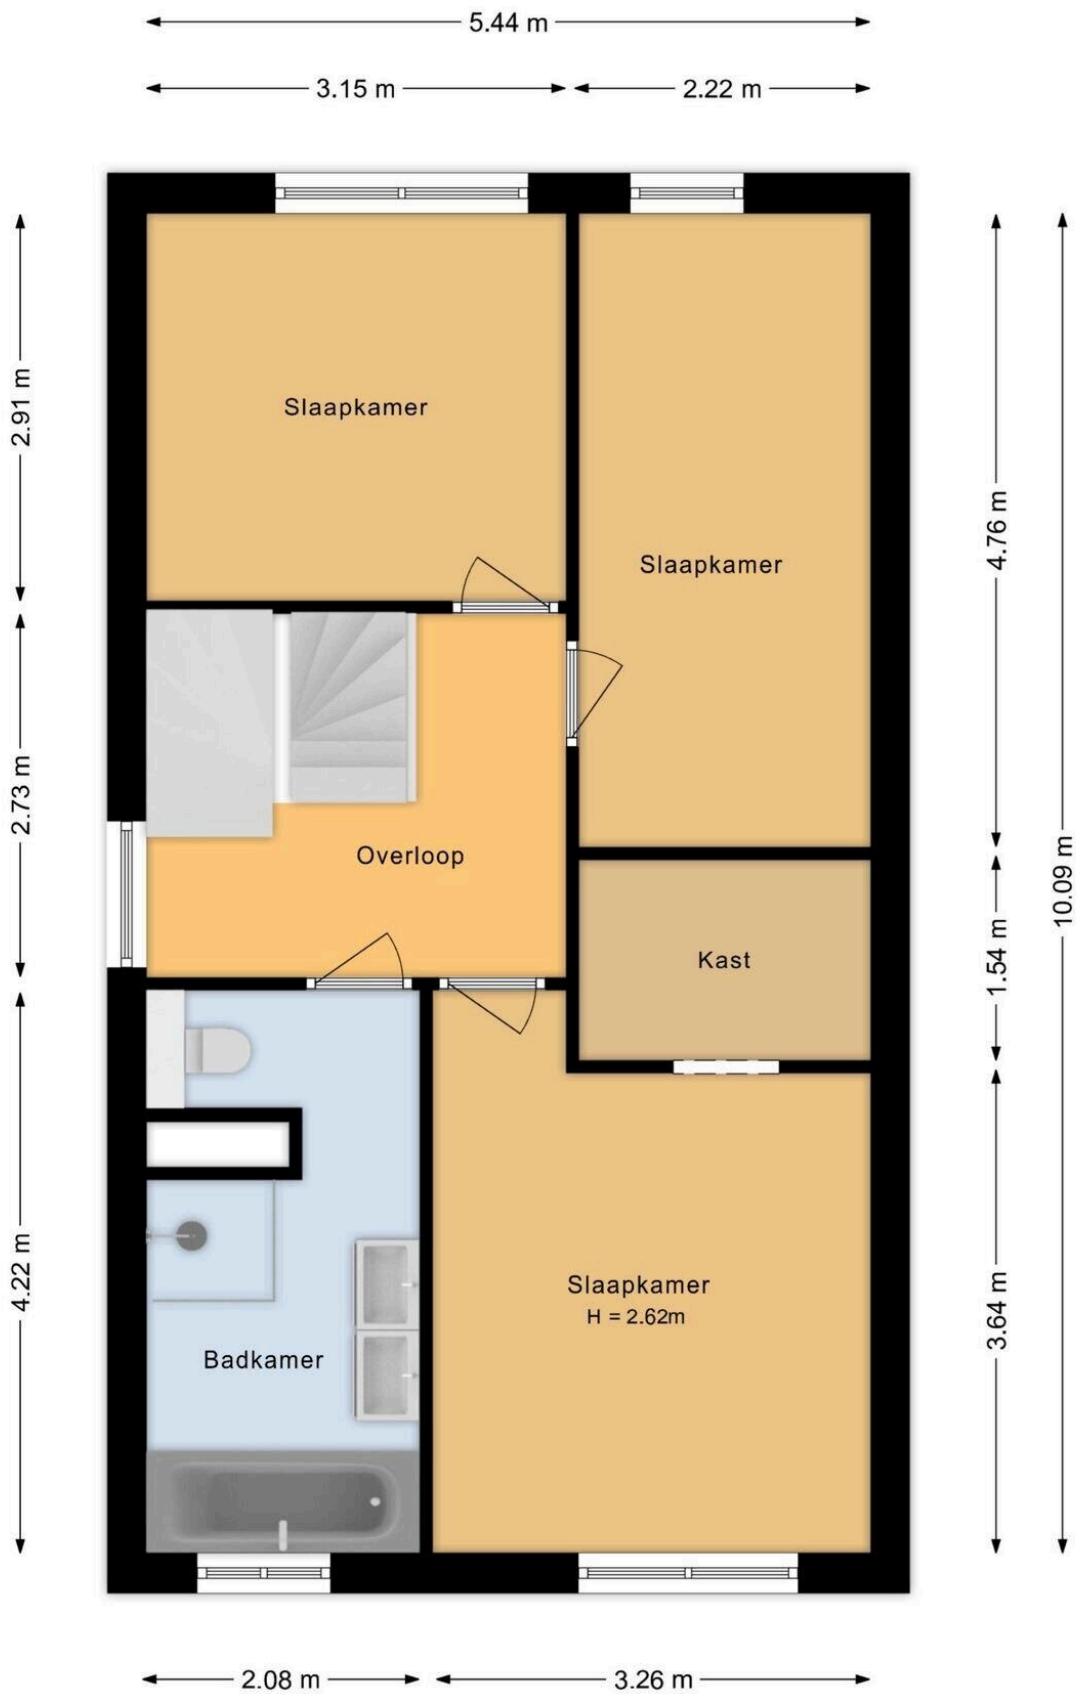 5.44 m
3.15 m
2.22 m
2.91 m
Slaapkamer
4.76 m
Slaapkamer
2.73 m
Overloop
10.09 m
1.54 m
Kast
4.22 m
Slaapkamer
H = 2.62m
3.64 m
Badkamer
2.08 m
3.26 m